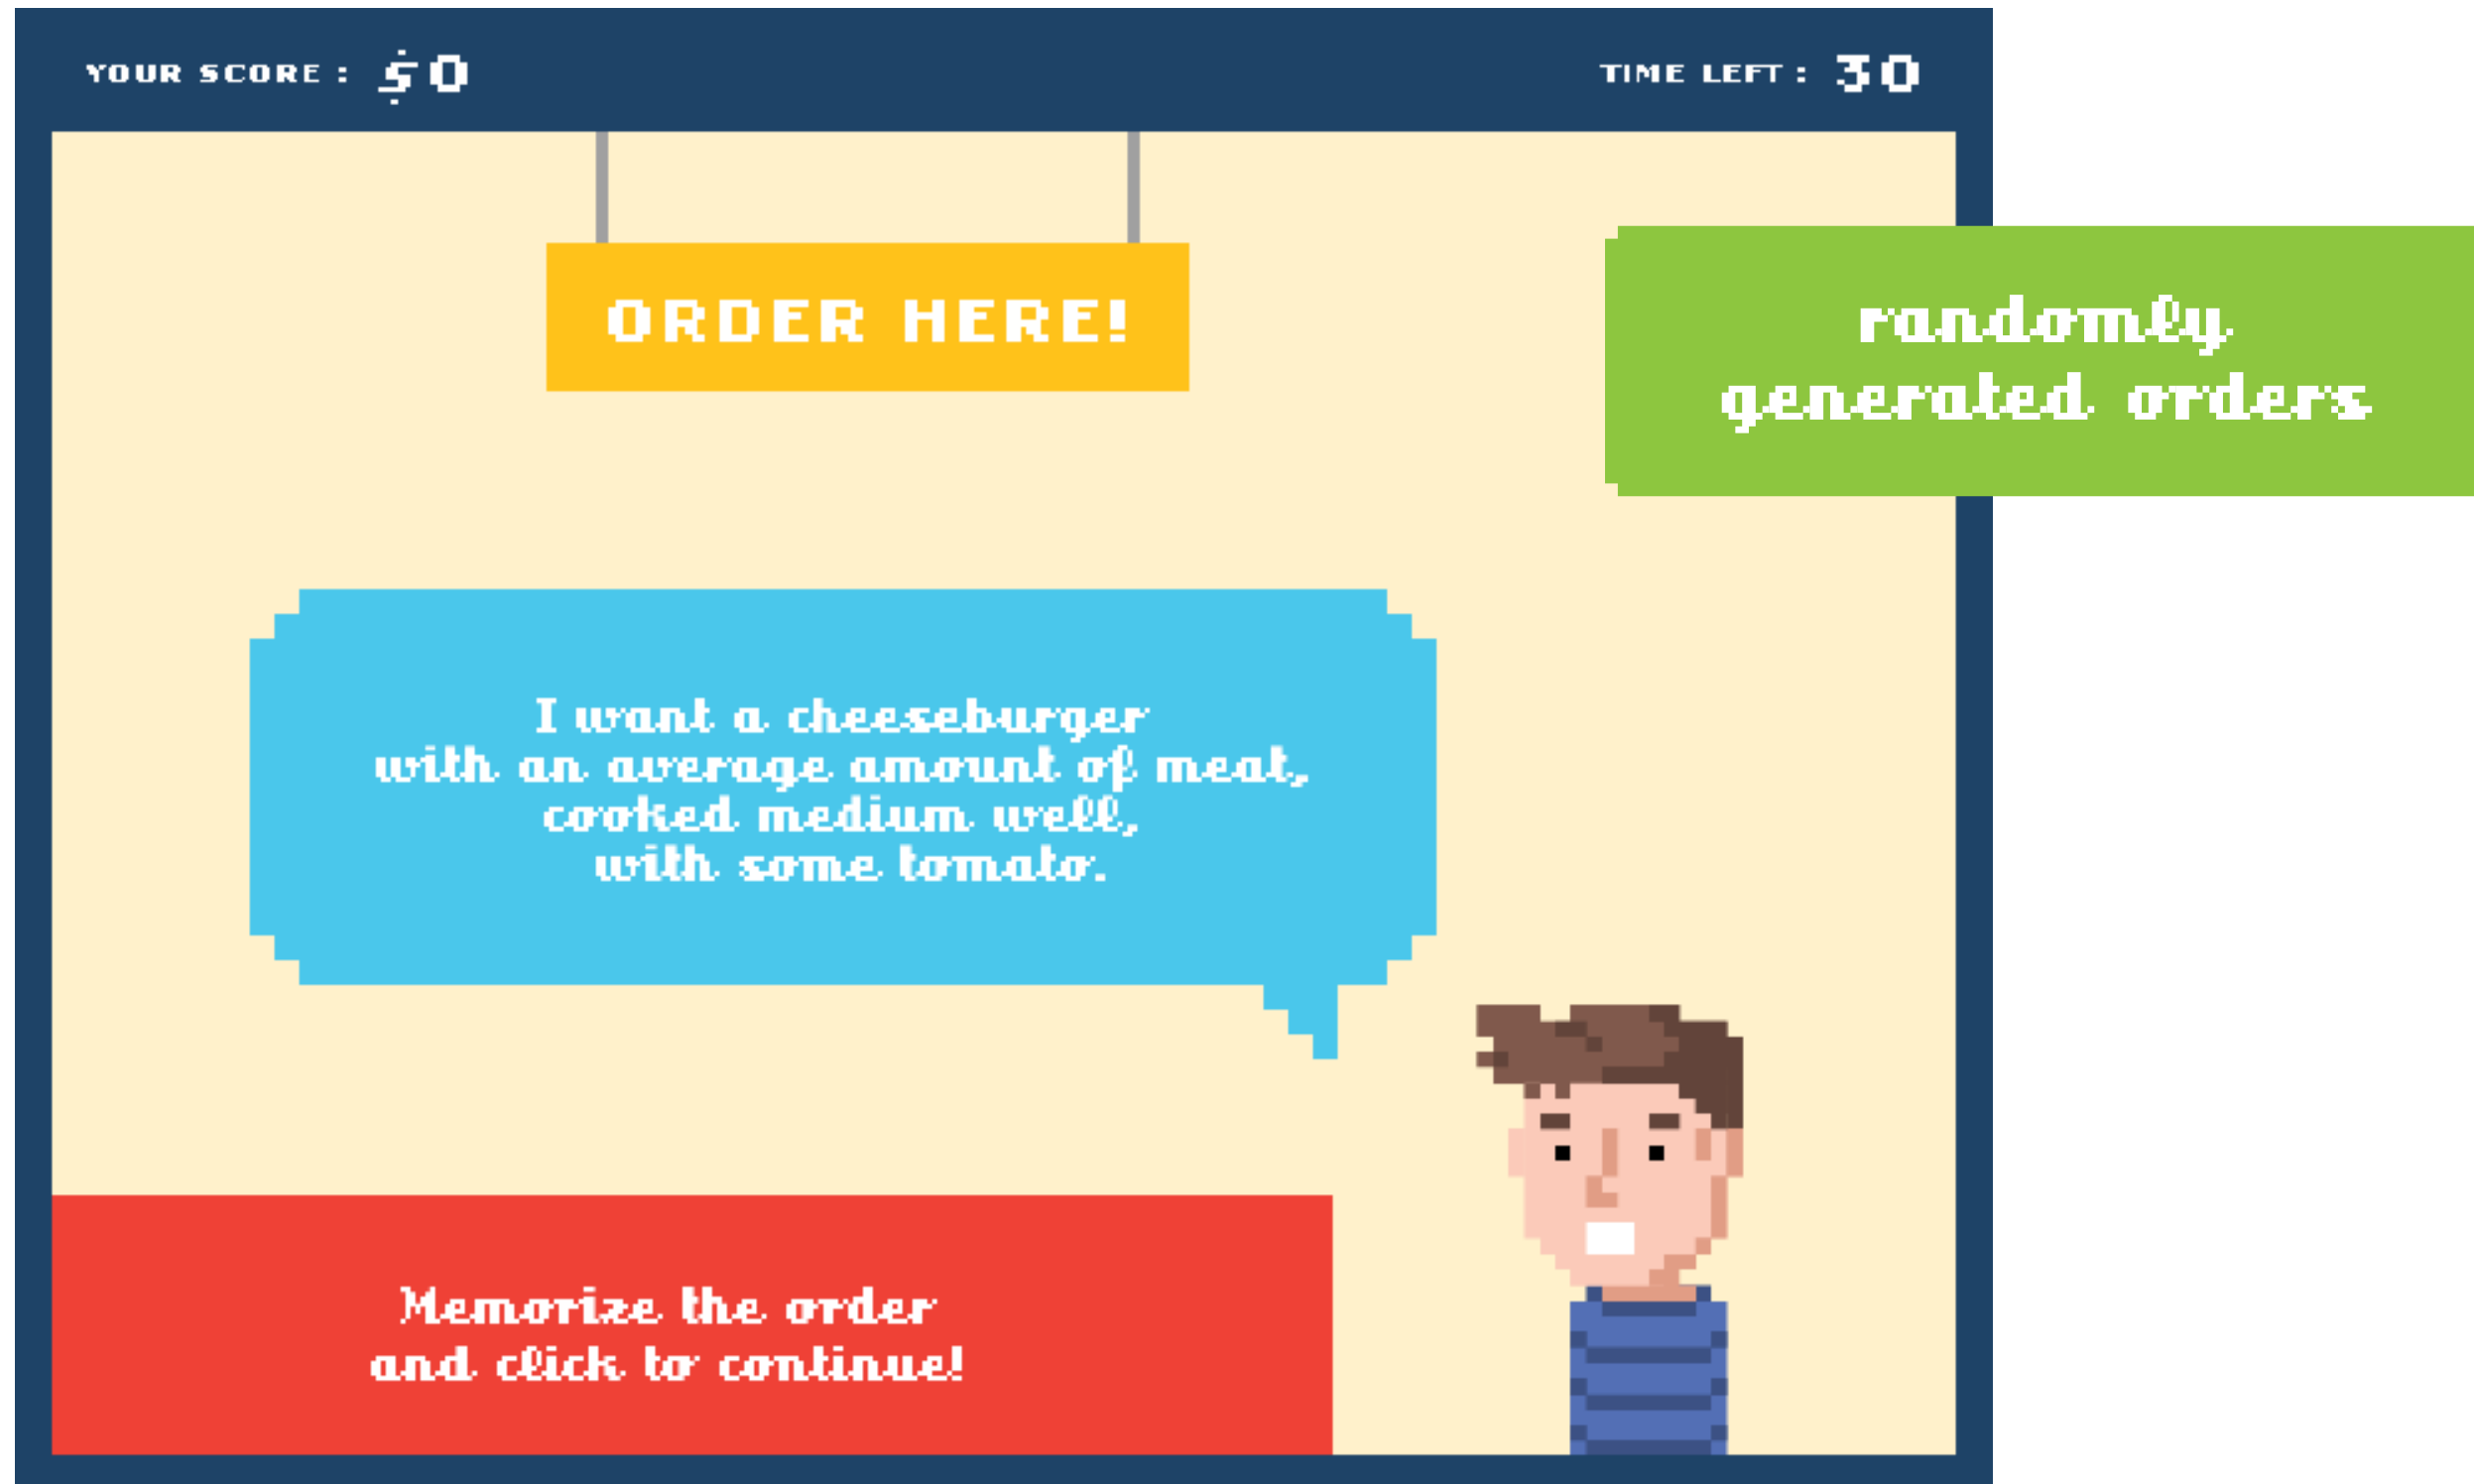 YOUR SCORE: $0
TIME LEFT: 30
ORDER HERE!
randomly
generated orders
I want a cheeseburger
with an average amount of meat,
cooked medium well,
with some tomato.
Memorize the order
and click to continue!